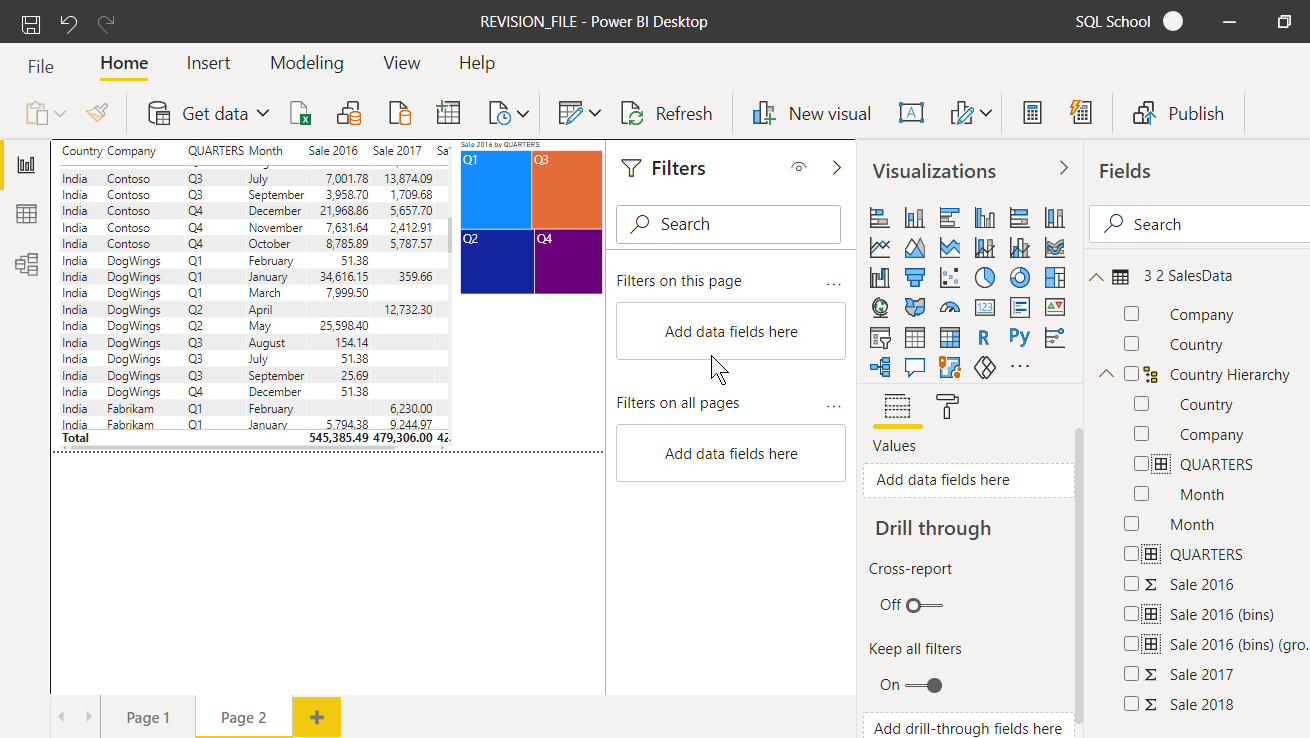 REVISION_FILE - Power BI Desktop
SQL School
File Home Insert Modeling View Help
Get data Refresh New visual Publish
Country Company QUARTERS Month Sale 2016 Sale 2017 Sa
India Contoso Q3 July 7,001.78 13,874.09
India Contoso Q3 September 3,958.70 1,709.68
India Contoso Q4 December 21,968.86 5,657.70
India Contoso Q4 November 7,631.64 2,412.91
India Contoso Q4 October 8,785.89 5,787.57
India DogWings Q1 February 51.38
India DogWings Q1 January 34,616.15 359.66
India DogWings Q1 March 7,999.50
India DogWings Q2 April 12,732.30
India DogWings Q2 May 25,598.40
India DogWings Q3 August 154.14
India DogWings Q3 July 51.38
India DogWings Q3 September 25.69
India DogWings Q4 December 51.38
India Fabrikam Q1 February 6,230.00
India Fabrikam Q1 January 5,794.38 9,244.97
Total 545,385.49 479,306.00 42
Sale 2016 by QUARTERS
Q1 Q3
Q2 Q4
Filters
Search
Filters on this page ...
Add data fields here
Filters on all pages ...
Add data fields here
Visualizations
123
R Py
...
Values
Add data fields here
Drill through
Cross-report
Off
Keep all filters
On
Add drill-through fields here
Fields
Search
3 2 SalesData
Company
Country
Country Hierarchy
Country
Company
QUARTERS
Month
Month
QUARTERS
Σ Sale 2016
Sale 2016 (bins)
Sale 2016 (bins) (gro.
Σ Sale 2017
Σ Sale 2018
Page 1 Page 2 +